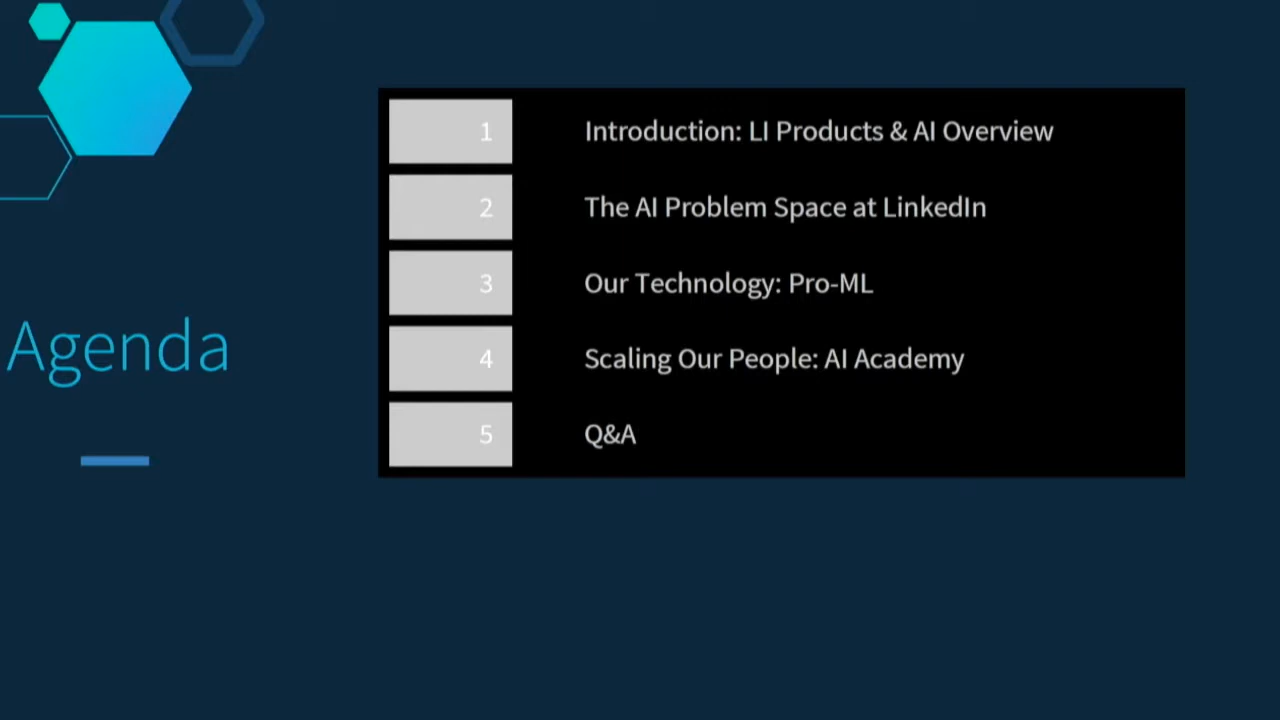 Agenda
1 Introduction: LI Products & AI Overview
2 The AI Problem Space at LinkedIn
3 Our Technology: Pro-ML
4 Scaling Our People: AI Academy
5 Q&A